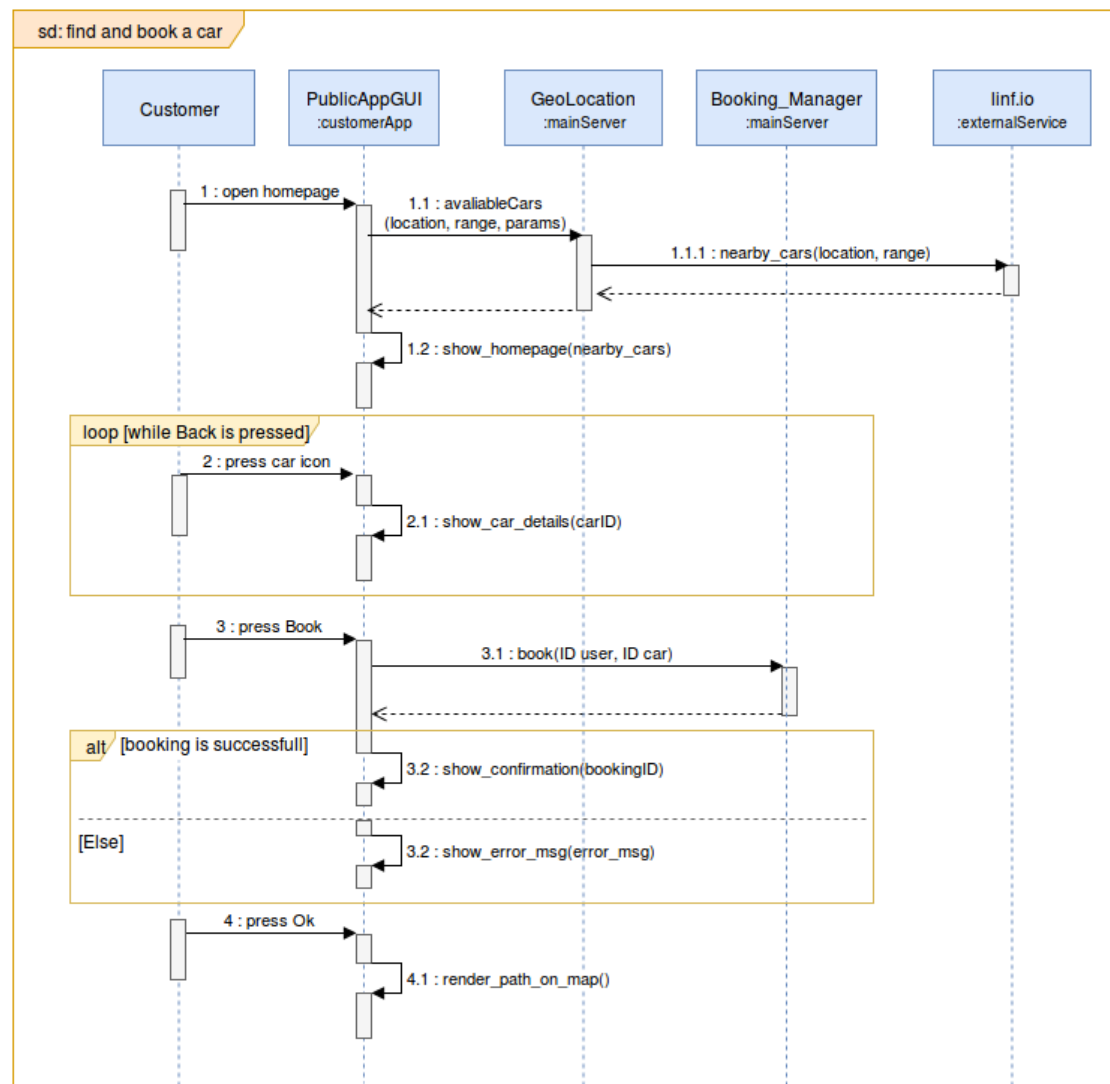 sd: find and book a car
Customer
PublicAppGUI
:customerApp
GeoLocation
:mainServer
Booking_Manager
:mainServer
linf.io
:externalService
1 : open homepage
1.1 : avaliableCars
(location, range, params)
1.1.1 : nearby_cars(location, range)
1.2 : show_homepage(nearby_cars)
loop [while Back is pressed]
2 : press car icon
2.1 : show_car_details(carID)
3 : press Book
3.1 : book(ID user, ID car)
alt [booking is successfull]
3.2 : show_confirmation(bookingID)
[Else]
3.2 : show_error_msg(error_msg)
4 : press Ok
4.1 : render_path_on_map()